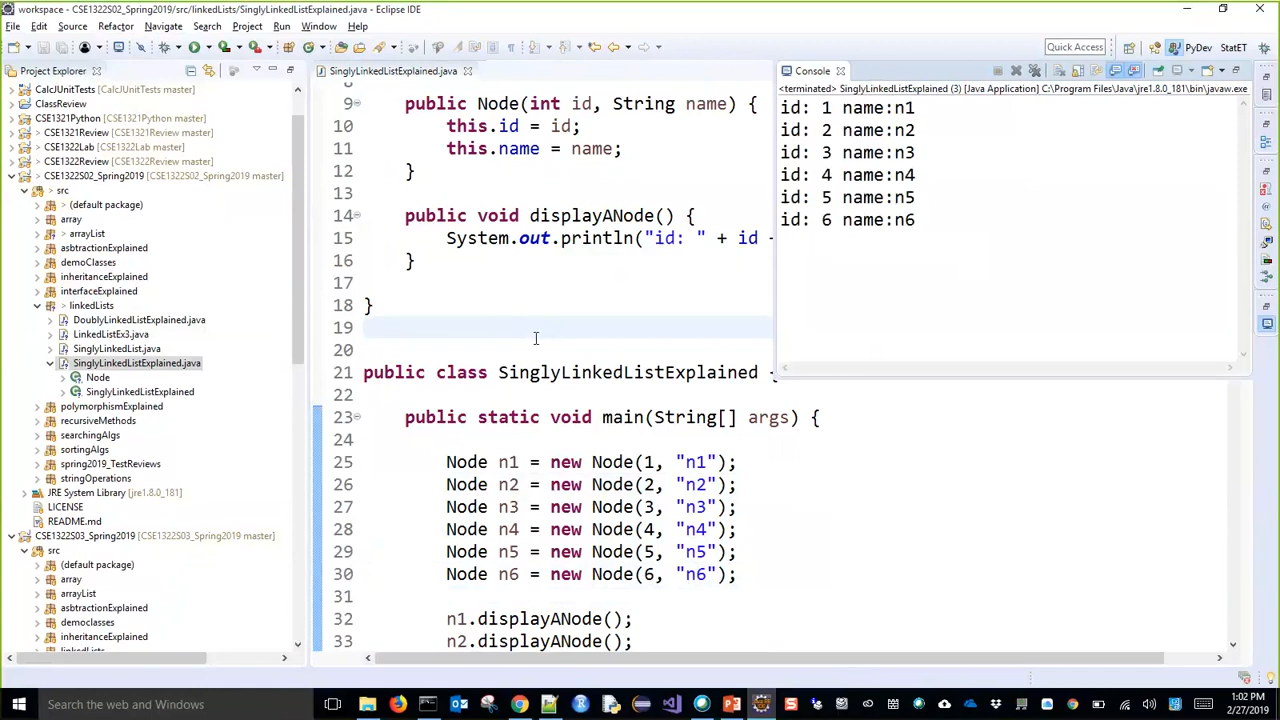 workspace - CSE1322S02_Spring2019/src/linkedLists/SinglyLinkedListExplained.java - Eclipse IDE
File Edit Source Refactor Navigate Search Project Run Window Help
Quick Access
PyDev
StatET
Project Explorer
CalcJUnitTests [CalcJUnitTests master]
ClassReview
CSE1321Python [CSE1321Python master]
> CSE1321Review [CSE1321Review master]
> CSE1322Lab [CSE1322Lab master]
> CSE1322Review [CSE1322Review master]
> CSE1322S02_Spring2019 [CSE1322S02_Spring2019 master]
> src
> (default package)
array
> arrayList
asbtractionExplained
demoClasses
inheritanceExplained
interfaceExplained
> linkedLists
DoublyLinkedListExplained.java
LinkedListEx3.java
SinglyLinkedList.java
SinglyLinkedListExplained.java
Node
SinglyLinkedListExplained
polymorphismExplained
recursiveMethods
searchingAlgs
sortingAlgs
spring2019_TestReviews
stringOperations
JRE System Library [jre1.8.0_181]
LICENSE
README.md
CSE1322S03_Spring2019 [CSE1322S03_Spring2019 master]
src
(default package)
array
arrayList
asbtractionExplained
democlasses
inheritanceExplained
linkedLists
SinglyLinkedListExplained.java
8
9 public Node(int id, String name) {
10 this.id = id;
11 this.name = name;
12 }
13
14 public void displayANode() {
15 System.out.println("id: " + id
16 }
17
18 }
19
20
21 public class SinglyLinkedListExplained {
22
23 public static void main(String[] args) {
24
25 Node n1 = new Node(1, "n1");
26 Node n2 = new Node(2, "n2");
27 Node n3 = new Node(3, "n3");
28 Node n4 = new Node(4, "n4");
29 Node n5 = new Node(5, "n5");
30 Node n6 = new Node(6, "n6");
31
32 n1.displayANode();
33 n2.displayANode();
Console
<terminated> SinglyLinkedListExplained (3) [Java Application] C:\Program Files\Java\jre1.8.0_181\bin\javaw.exe
id: 1 name:n1
id: 2 name:n2
id: 3 name:n3
id: 4 name:n4
id: 5 name:n5
id: 6 name:n6
Search the web and Windows
1:02 PM
2/27/2019